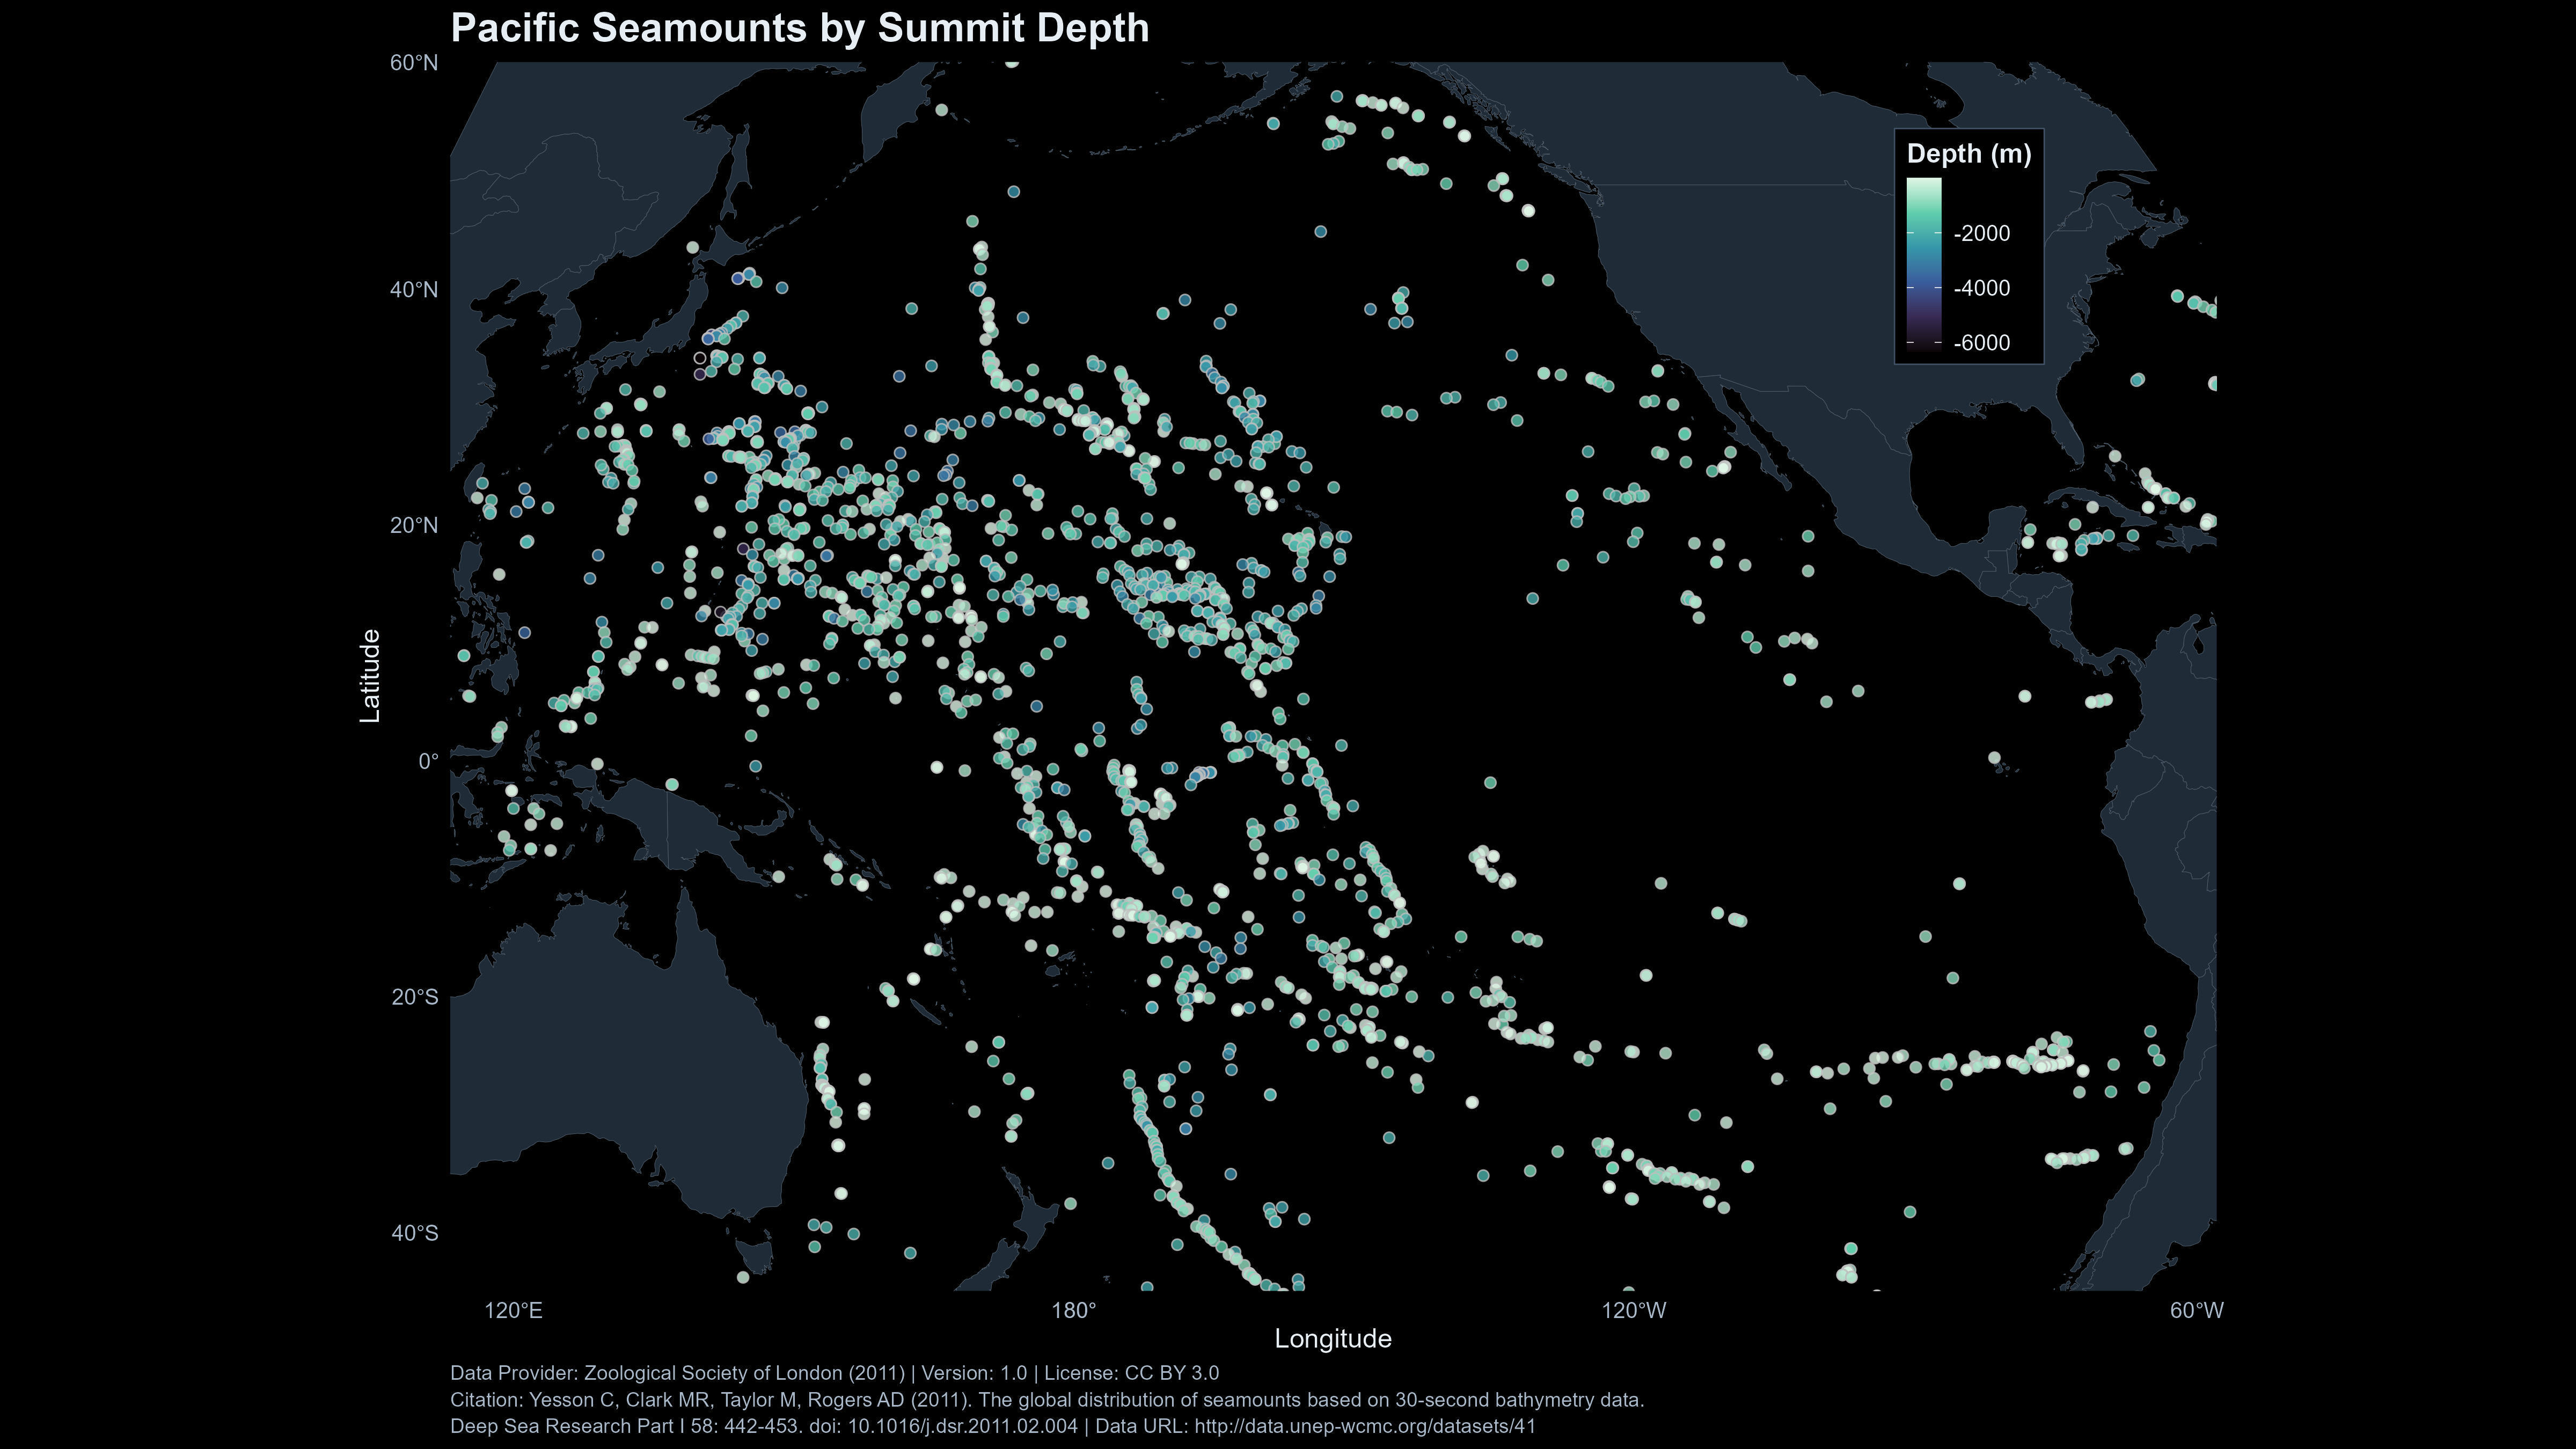 Pacific Seamounts by Summit Depth
60°N
40°N
20°N
0°
20°S
40°S
Latitude
Depth (m)
-2000
-4000
-6000
120°E
180°
120°W
60°W
Longitude
Data Provider: Zoological Society of London (2011) | Version: 1.0 | License: CC BY 3.0
Citation: Yesson C, Clark MR, Taylor M, Rogers AD (2011). The global distribution of seamounts based on 30-second bathymetry data.
Deep Sea Research Part I 58: 442-453. doi: 10.1016/j.dsr.2011.02.004 | Data URL: http://data.unep-wcmc.org/datasets/41